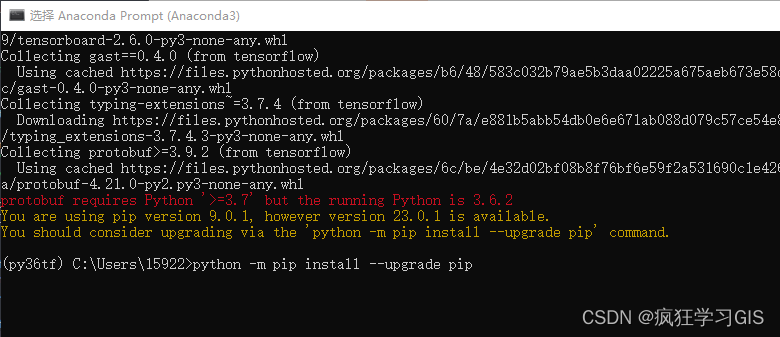 选择 Anaconda Prompt (Anaconda3)
9/tensorboard-2.6.0-py3-none-any.whl
Collecting gast==0.4.0 (from tensorflow)
Using cached https://files.pythonhosted.org/packages/b6/48/583c032b79ae5b3daa02225a675aeb673e58d
c/gast-0.4.0-py3-none-any.whl
Collecting typing-extensions~=3.7.4 (from tensorflow)
Downloading https://files.pythonhosted.org/packages/60/7a/e881b5abb54db0e6e671ab088d079c57ce54e8
/typing_extensions-3.7.4.3-py3-none-any.whl
Collecting protobuf>=3.9.2 (from tensorflow)
Using cached https://files.pythonhosted.org/packages/6c/be/4e32d02bf08b8f76bf6e59f2a531690c1e426
a/protobuf-4.21.0-py2.py3-none-any.whl
protobuf requires Python '>=3.7' but the running Python is 3.6.2
You are using pip version 9.0.1, however version 23.0.1 is available.
You should consider upgrading via the 'python -m pip install --upgrade pip' command.
(py36tf) C:\Users\15922>python -m pip install --upgrade pip
CSDN @疯狂学习GIS